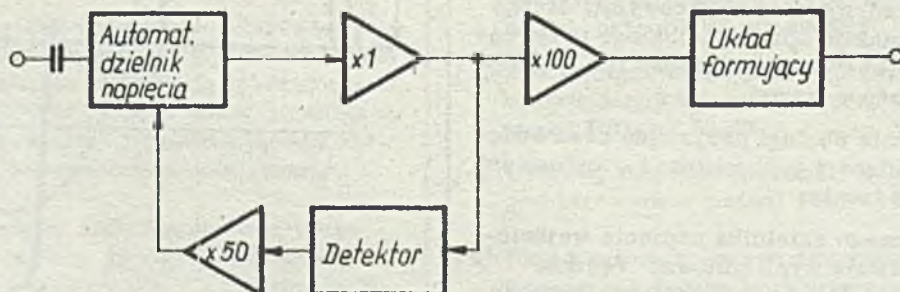 Automat.
dzielnik
napięcia
x1
x100
Układ
formujący
x50
Detektor